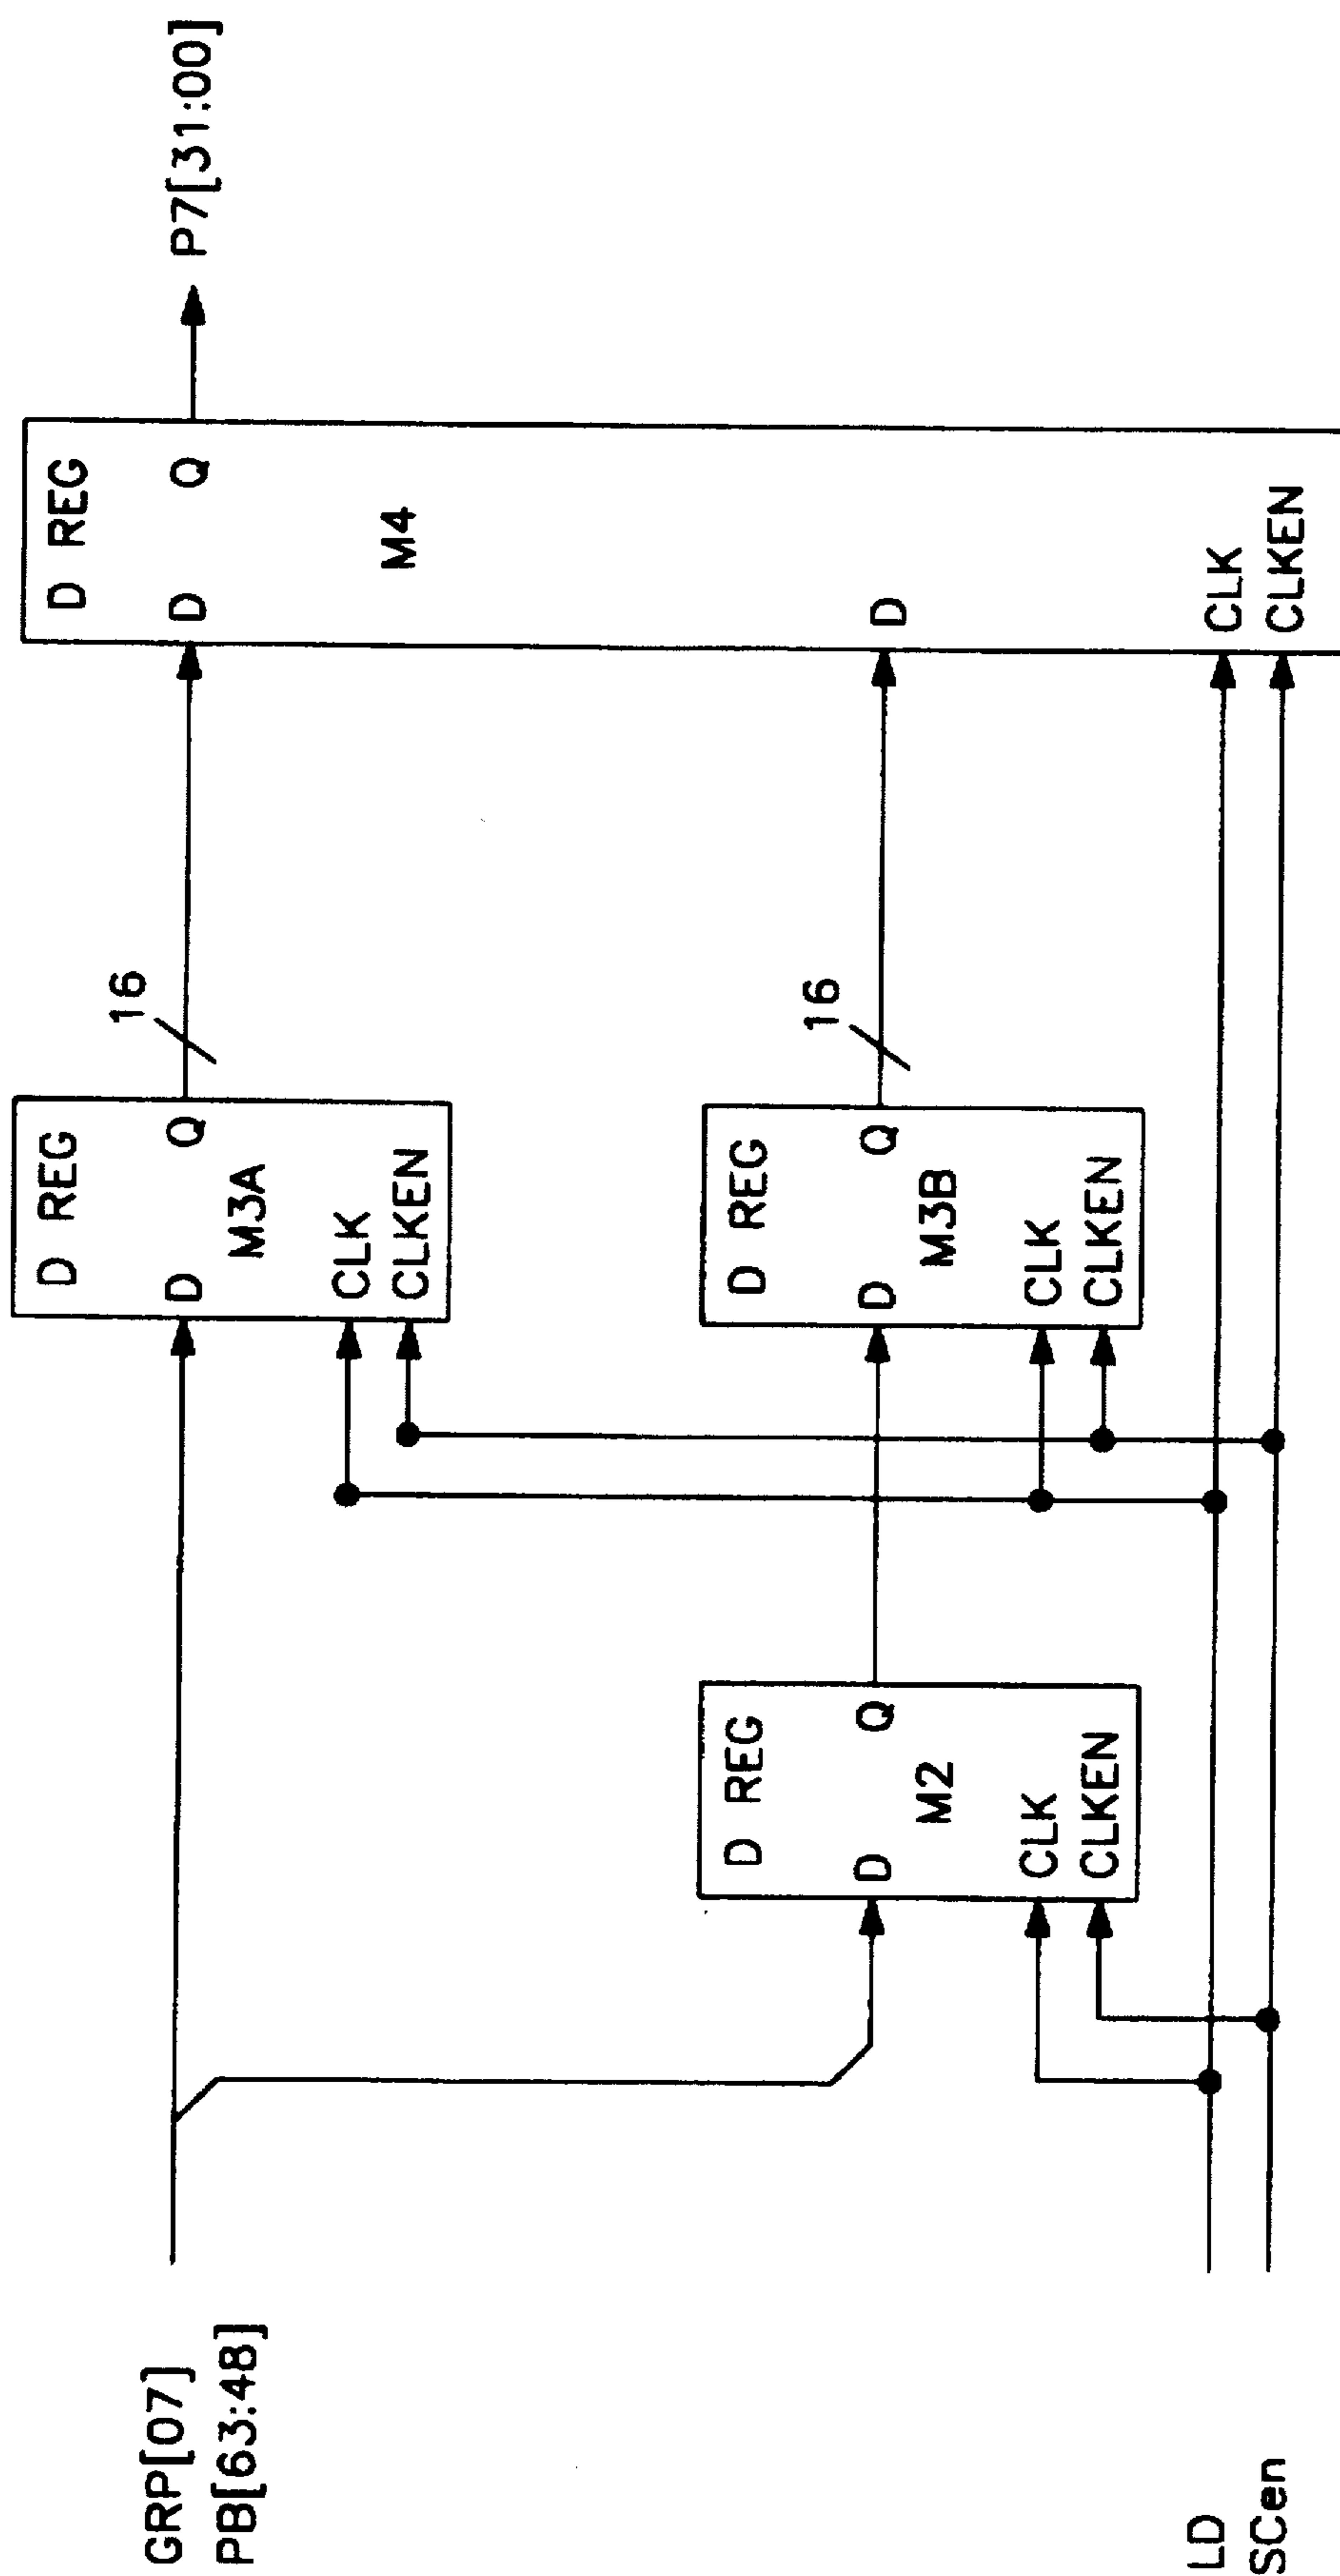 GRP[07]
PB[63:48]
LD
SCen
D REG
D Q
M2
CLK
CLKEN
D REG
D Q
M3A
CLK
CLKEN
16
D REG
D Q
M3B
CLK
CLKEN
16
D REG
D Q
M4
D
CLK
CLKEN
P7[31:00]